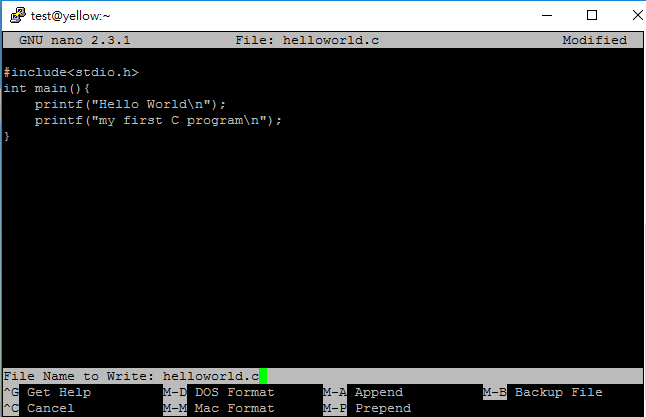 test@yellow:~
GNU nano 2.3.1 File: helloworld.c Modified
#include<stdio.h>
int main(){
    printf("Hello World\n");
    printf("my first C program\n");
}
File Name to Write: helloworld.c
^G Get Help M-D DOS Format M-A Append M-B Backup File
^C Cancel M-M Mac Format M-P Prepend